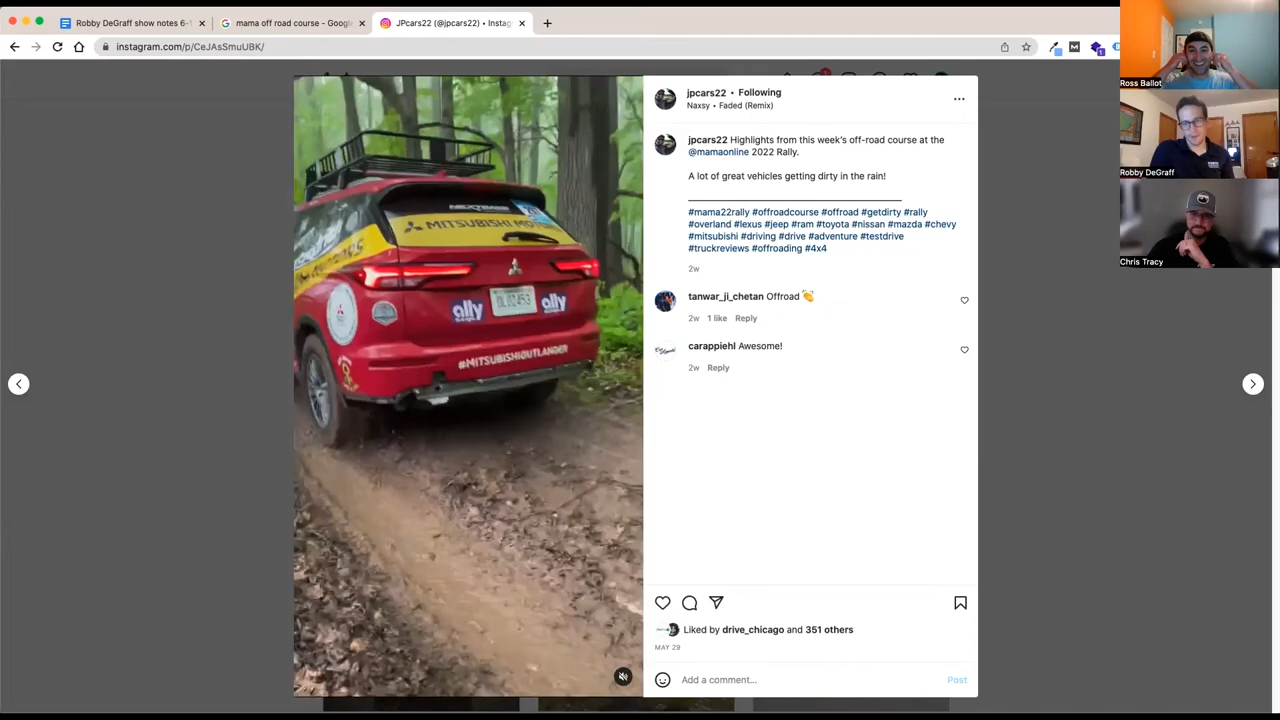 Robby DeGraff show notes 6-1
mama off road course - Google
JPcars22 (@jpcars22) • Instag
instagram.com/p/CeJAsSmuUBK/
Ross Ballot
Robby DeGraff
Chris Tracy
jpcars22 • Following
Naxsy • Faded (Remix)
jpcars22 Highlights from this week's off-road course at the
@mamaonline 2022 Rally.
A lot of great vehicles getting dirty in the rain!
#mama22rally #offroadcourse #offroad #getdirty #rally
#overland #lexus #jeep #ram #toyota #nissan #mazda #chevy
#mitsubishi #driving #drive #adventure #testdrive
#truckreviews #offroading #4x4
2w
tanwar_ji_chetan Offroad 👏
2w 1 like Reply
carappiehl Awesome!
2w Reply
Liked by drive_chicago and 351 others
MAY 29
Add a comment...
Post
MITSUBISHI MOTO
ally
ally
#MITSUBISHIOUTLANDER